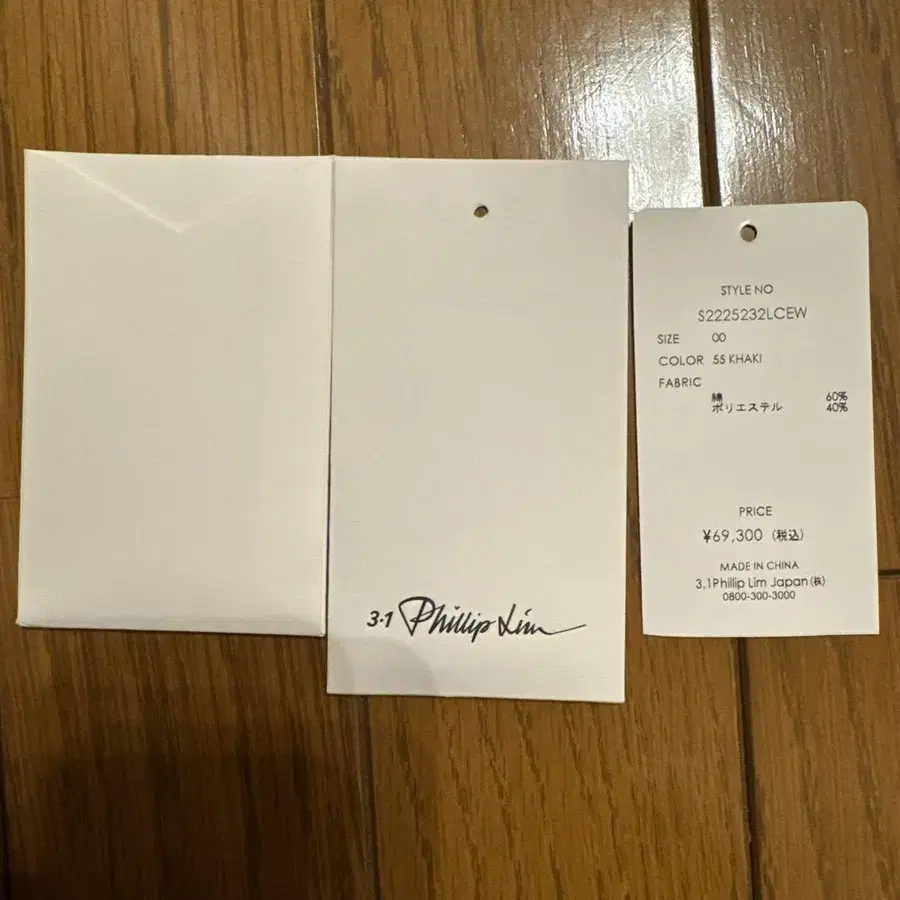 3.1 Phillip Lim
STYLE NO
S2225232LCEW
SIZE 00
COLOR 55 KHAKI
FABRIC
綿 60%
ポリエステル 40%
PRICE
¥69,300 (税込)
MADE IN CHINA
3.1Phillip Lim Japan(株)
0800-300-3000